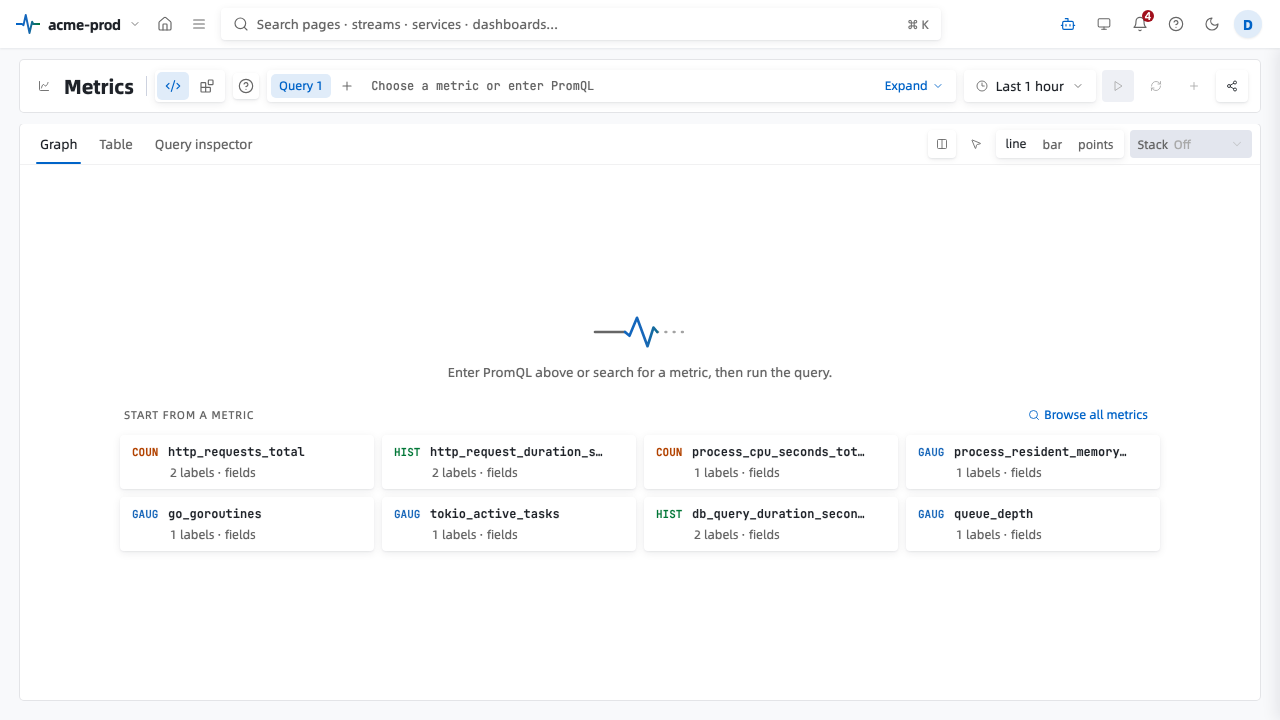 acme-prod
Search pages · streams · services · dashboards...
⌘ K
4
D
Metrics
Query 1
Choose a metric or enter PromQL
Expand
Last 1 hour
Graph
Table
Query inspector
line
bar
points
Stack Off
Enter PromQL above or search for a metric, then run the query.
START FROM A METRIC
Browse all metrics
COUN http_requests_total
2 labels · fields
HIST http_request_duration_s…
2 labels · fields
COUN process_cpu_seconds_tot…
1 labels · fields
GAUG process_resident_memory…
1 labels · fields
GAUG go_goroutines
1 labels · fields
GAUG tokio_active_tasks
1 labels · fields
HIST db_query_duration_secon…
2 labels · fields
GAUG queue_depth
1 labels · fields